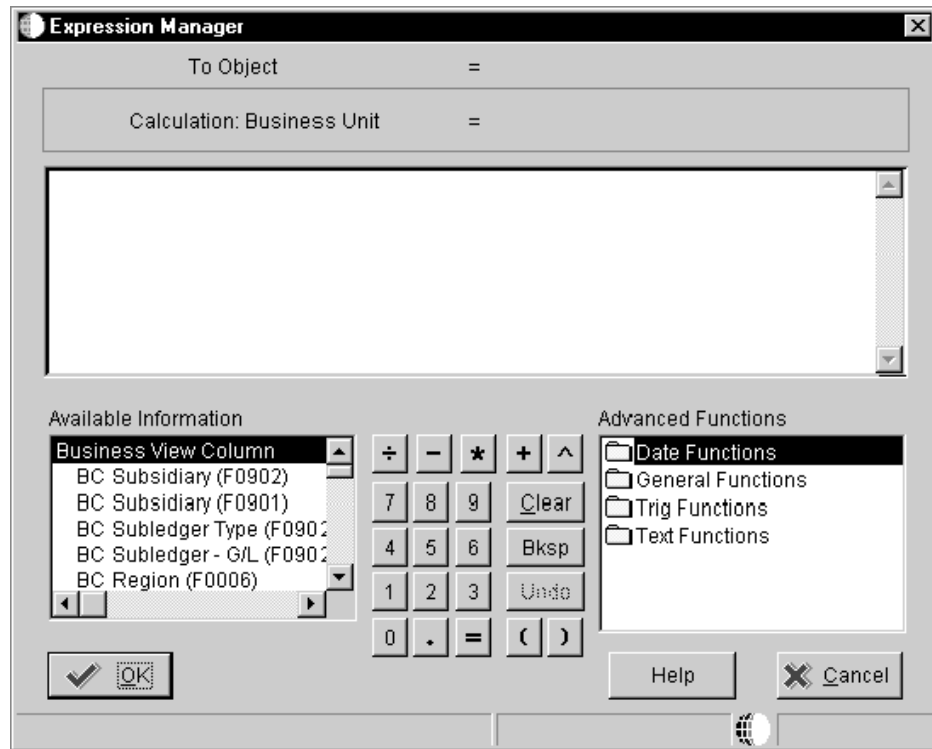 Expression Manager
To Object =
Calculation: Business Unit =
Available Information
Advanced Functions
Business View Column
BC Subsidiary (F0902)
BC Subsidiary (F0901)
BC Subledger Type (F0902
BC Subledger - G/L (F0902
BC Region (F0006)
÷ − * + ^
7 8 9 Clear
4 5 6 Bksp
1 2 3 Undo
0 . = ( )
Date Functions
General Functions
Trig Functions
Text Functions
OK
Help
Cancel